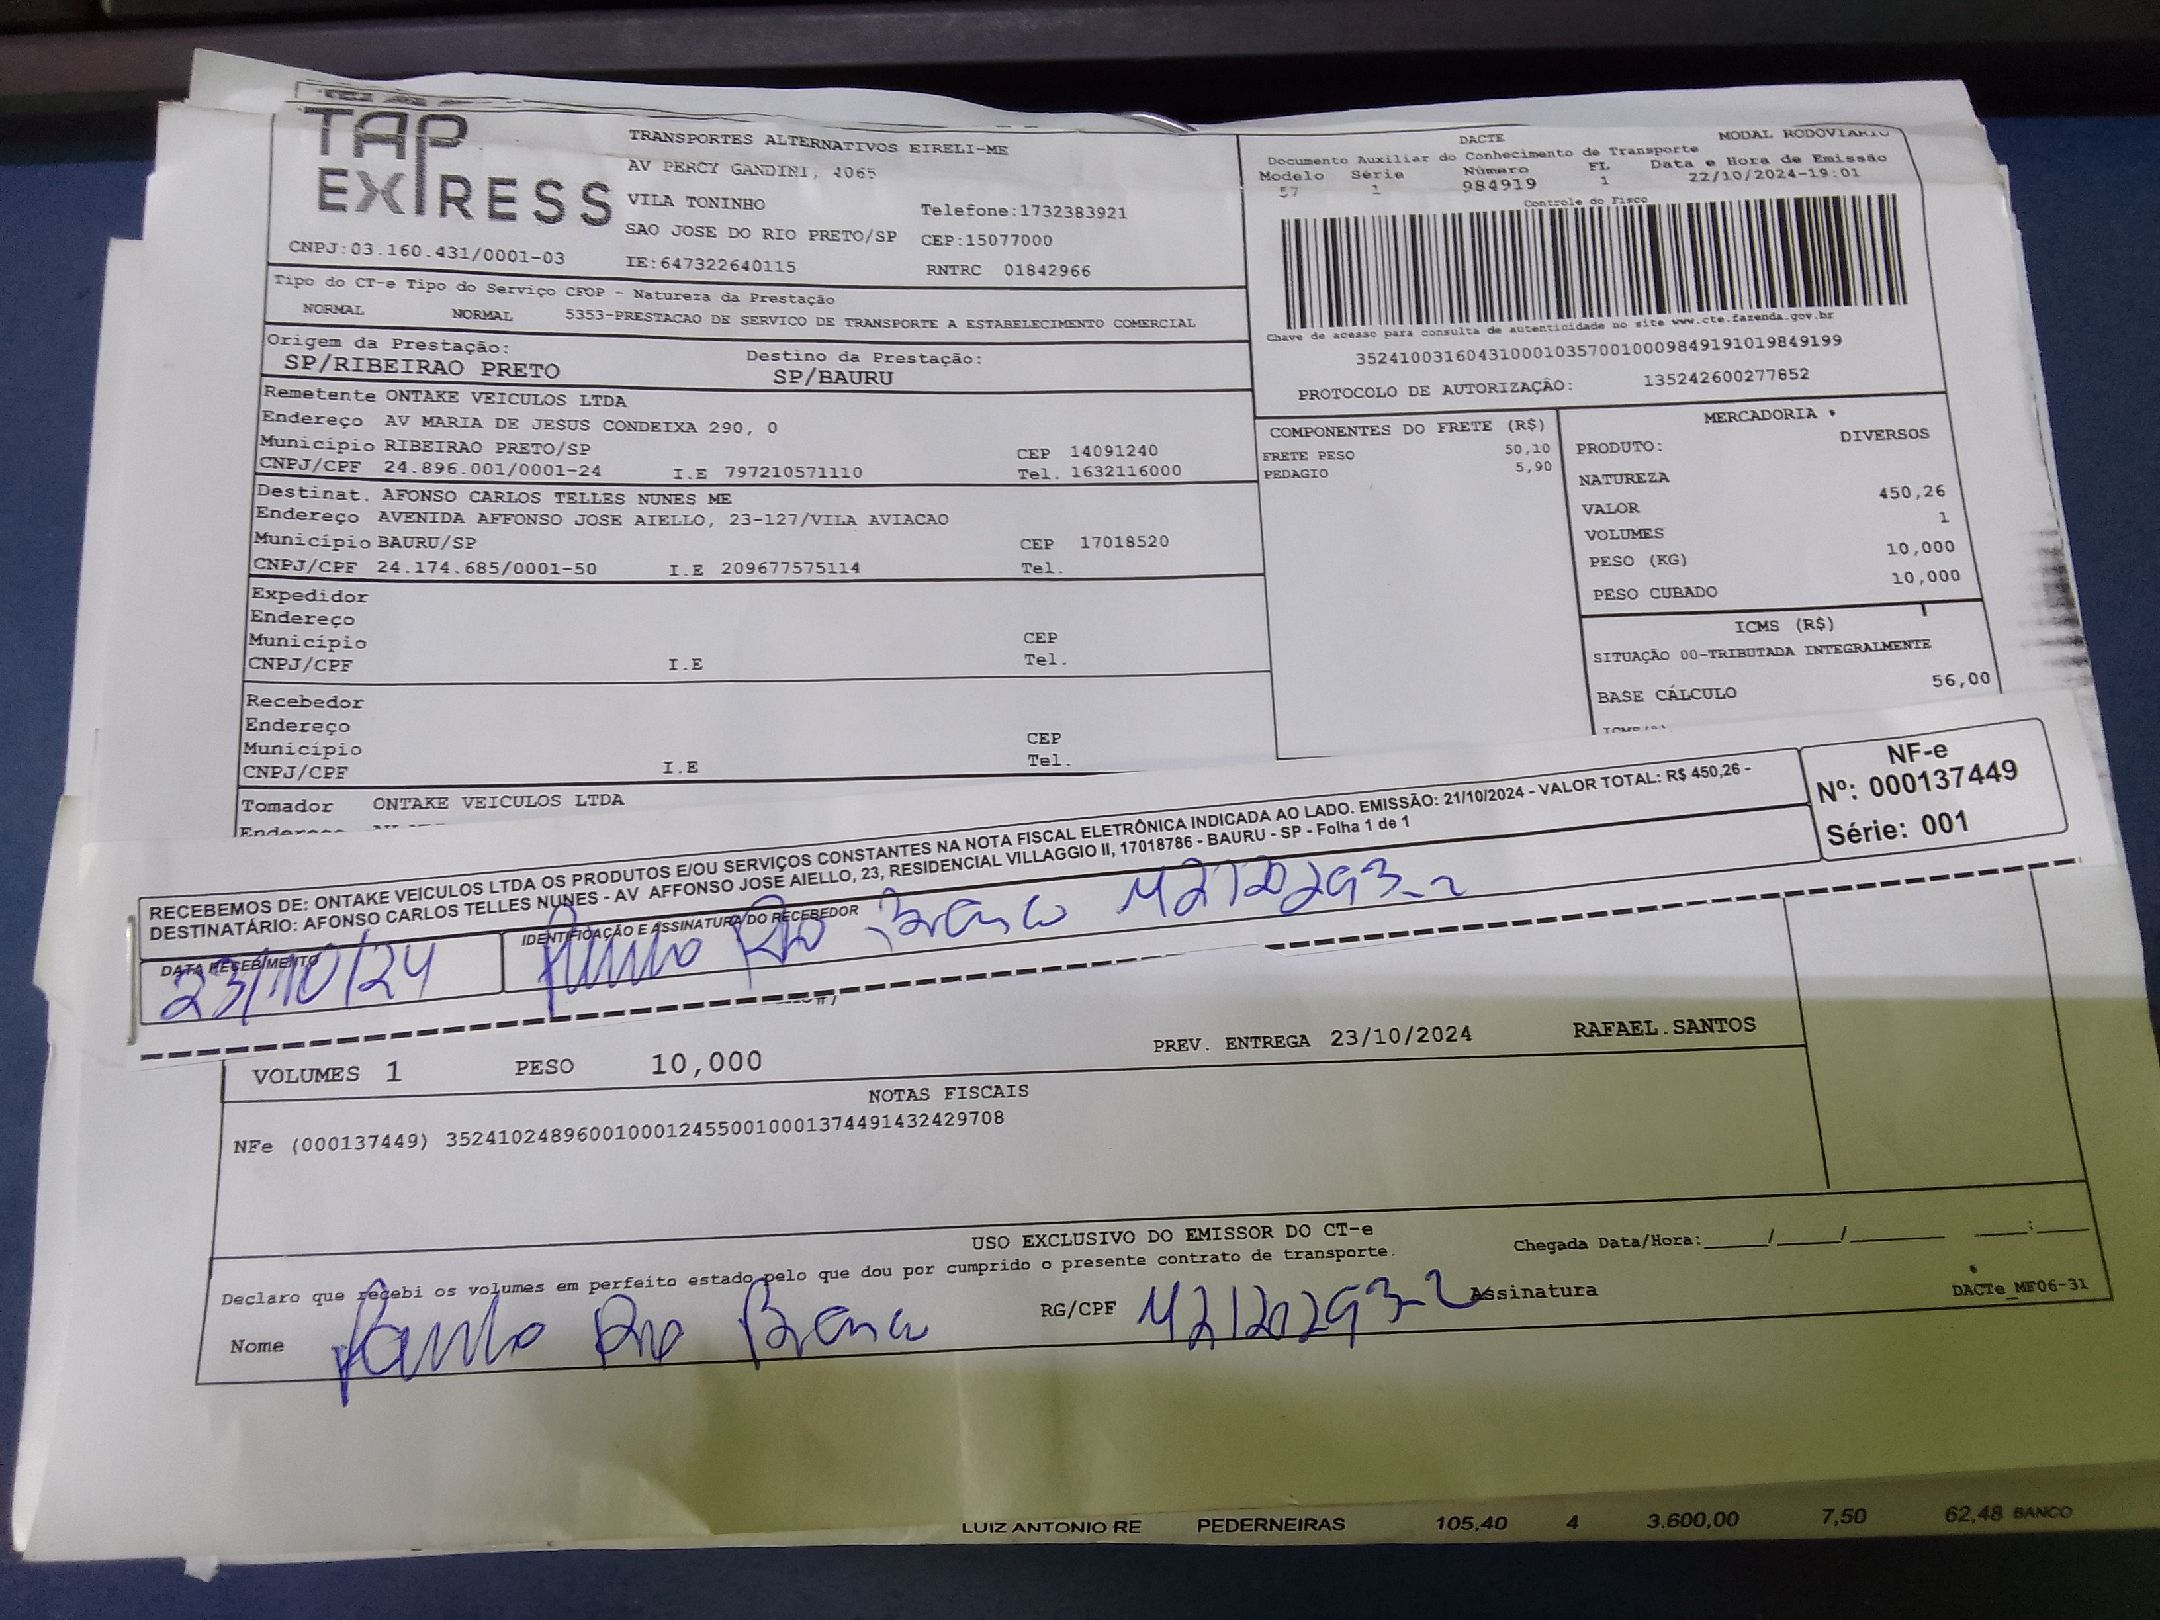 TAP
EXPRESS
TRANSPORTES ALTERNATIVOS EIRELI-ME
AV PERCY GANDINI, 4065
VILA TONINHO
Telefone:1732383921
SAO JOSE DO RIO PRETO/SP CEP:15077000
CNPJ:03.160.431/0001-03 IE:647322640115 RNTRC 01842966
DACTE MODAL RODOVIARIO
Documento Auxiliar do Conhecimento de Transporte
Modelo Série Número FL Data e Hora de Emissão
57 1 984919 1 22/10/2024-19:01
Controle do Fisco
Chave de acesso para consulta de autenticidade no site www.cte.fazenda.gov.br
35241003160431000103570010009849191019849199
PROTOCOLO DE AUTORIZAÇÃO: 135242600277852
Tipo do CT-e Tipo do Serviço CFOP - Natureza da Prestação
NORMAL NORMAL 5353-PRESTACAO DE SERVICO DE TRANSPORTE A ESTABELECIMENTO COMERCIAL
Origem da Prestação: Destino da Prestação:
SP/RIBEIRAO PRETO SP/BAURU
Remetente ONTAKE VEICULOS LTDA
Endereço AV MARIA DE JESUS CONDEIXA 290, 0
Município RIBEIRAO PRETO/SP CEP 14091240
CNPJ/CPF 24.896.001/0001-24 I.E 797210571110 Tel. 1632116000
Destinat. AFONSO CARLOS TELLES NUNES ME
Endereço AVENIDA AFFONSO JOSE AIELLO, 23-127/VILA AVIACAO
Município BAURU/SP CEP 17018520
CNPJ/CPF 24.174.685/0001-50 I.E 209677575114 Tel.
Expedidor
Endereço
Município CEP
CNPJ/CPF I.E Tel.
Recebedor
Endereço
Município CEP
CNPJ/CPF I.E Tel.
Tomador ONTAKE VEICULOS LTDA
COMPONENTES DO FRETE (R$)
FRETE PESO 50,10
PEDAGIO 5,90
MERCADORIA
PRODUTO: DIVERSOS
NATUREZA
VALOR 450,26
VOLUMES 1
PESO (KG) 10,000
PESO CUBADO 10,000
ICMS (R$)
SITUAÇÃO 00-TRIBUTADA INTEGRALMENTE
BASE CÁLCULO 56,00
RECEBEMOS DE: ONTAKE VEICULOS LTDA OS PRODUTOS E/OU SERVIÇOS CONSTANTES NA NOTA FISCAL ELETRÔNICA INDICADA AO LADO. EMISSÃO: 21/10/2024 - VALOR TOTAL: R$ 450,26 -
DESTINATÁRIO: AFONSO CARLOS TELLES NUNES - AV AFFONSO JOSE AIELLO, 23, RESIDENCIAL VILLAGGIO II, 17018786 - BAURU - SP - Folha 1 de 1
NF-e
Nº: 000137449
Série: 001
DATA RECEBIMENTO
23/10/24
IDENTIFICAÇÃO E ASSINATURA DO RECEBEDOR
Paulo Rio Branco
VOLUMES 1 PESO 10,000 PREV. ENTREGA 23/10/2024 RAFAEL.SANTOS
NOTAS FISCAIS
NFe (000137449) 35241024896001000124550010001374491432429708
USO EXCLUSIVO DO EMISSOR DO CT-e
Declaro que recebi os volumes em perfeito estado pelo que dou por cumprido o presente contrato de transporte.
Chegada Data/Hora:_____/_____/________ ____:____
Nome Paulo Rio Branco RG/CPF Assinatura
DACTe_MF06-31
LUIZ ANTONIO RE PEDERNEIRAS 105,40 4 3.600,00 7,50 62,48 BANCO